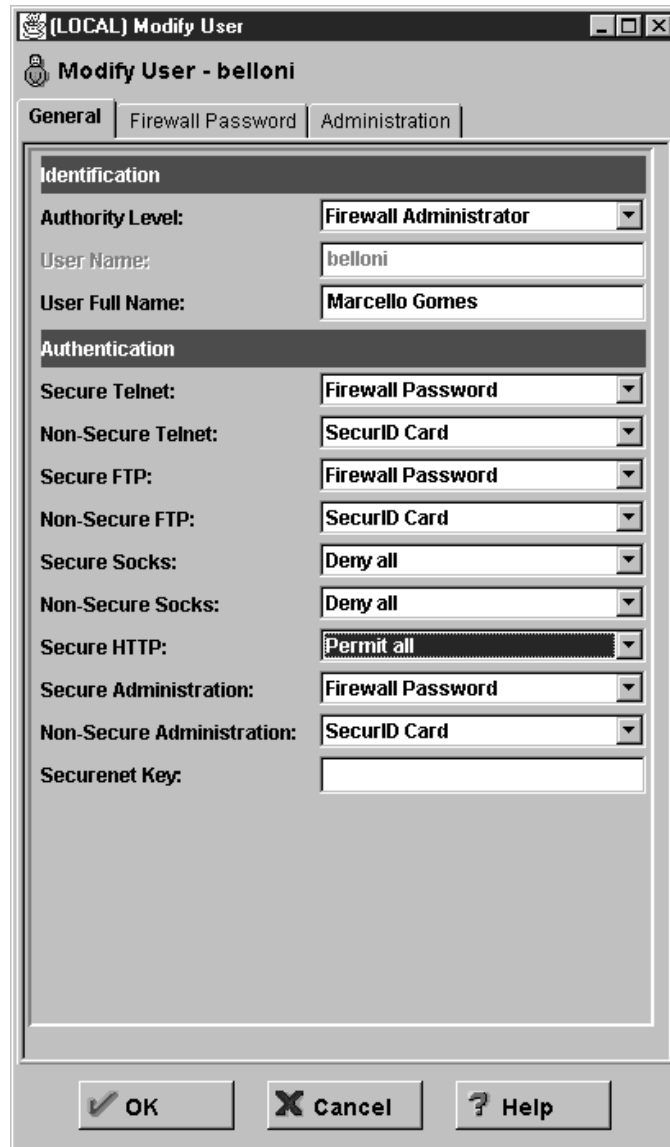 (LOCAL) Modify User
Modify User - belloni
General Firewall Password Administration
Identification
Authority Level: Firewall Administrator
User Name: belloni
User Full Name: Marcello Gomes
Authentication
Secure Telnet: Firewall Password
Non-Secure Telnet: SecurID Card
Secure FTP: Firewall Password
Non-Secure FTP: SecurID Card
Secure Socks: Deny all
Non-Secure Socks: Deny all
Secure HTTP: Permit all
Secure Administration: Firewall Password
Non-Secure Administration: SecurID Card
Securenet Key:
OK Cancel Help